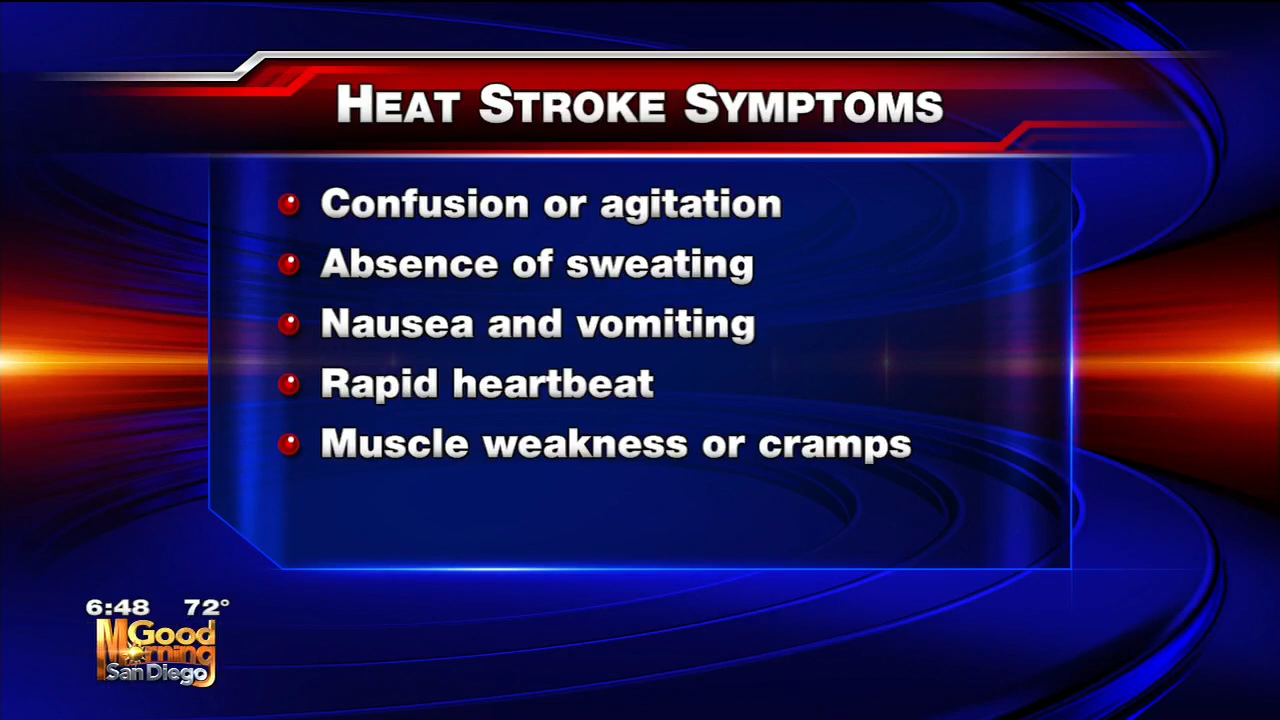 HEAT STROKE SYMPTOMS
Confusion or agitation
Absence of sweating
Nausea and vomiting
Rapid heartbeat
Muscle weakness or cramps
6:48 72°
Good
Morning
San Diego